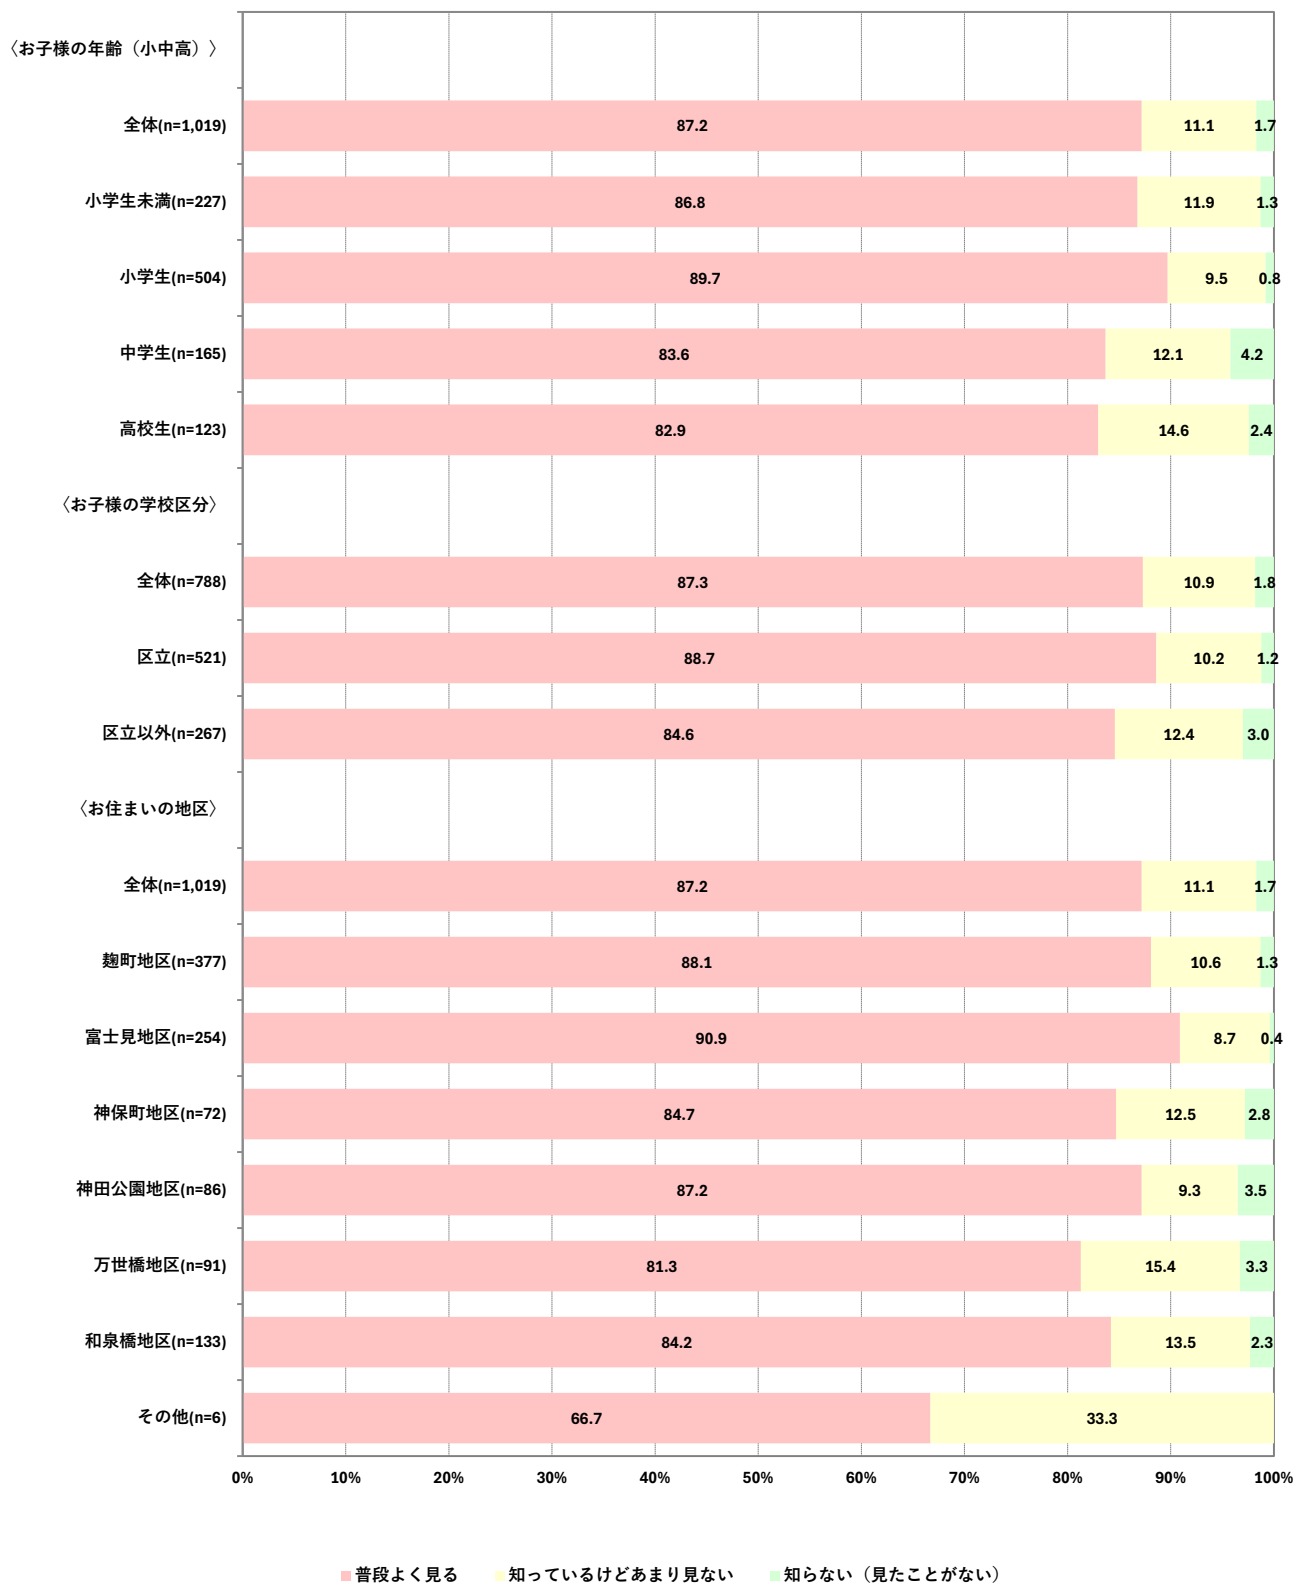 〈お子様の年齢（小中高）〉
全体(n=1,019) 87.2 11.1 1.7
小学生未満(n=227) 86.8 11.9 1.3
小学生(n=504) 89.7 9.5 0.8
中学生(n=165) 83.6 12.1 4.2
高校生(n=123) 82.9 14.6 2.4
〈お子様の学校区分〉
全体(n=788) 87.3 10.9 1.8
区立(n=521) 88.7 10.2 1.2
区立以外(n=267) 84.6 12.4 3.0
〈お住まいの地区〉
全体(n=1,019) 87.2 11.1 1.7
麹町地区(n=377) 88.1 10.6 1.3
富士見地区(n=254) 90.9 8.7 0.4
神保町地区(n=72) 84.7 12.5 2.8
神田公園地区(n=86) 87.2 9.3 3.5
万世橋地区(n=91) 81.3 15.4 3.3
和泉橋地区(n=133) 84.2 13.5 2.3
その他(n=6) 66.7 33.3
0% 10% 20% 30% 40% 50% 60% 70% 80% 90% 100%
普段よく見る 知っているけどあまり見ない 知らない（見たことがない）